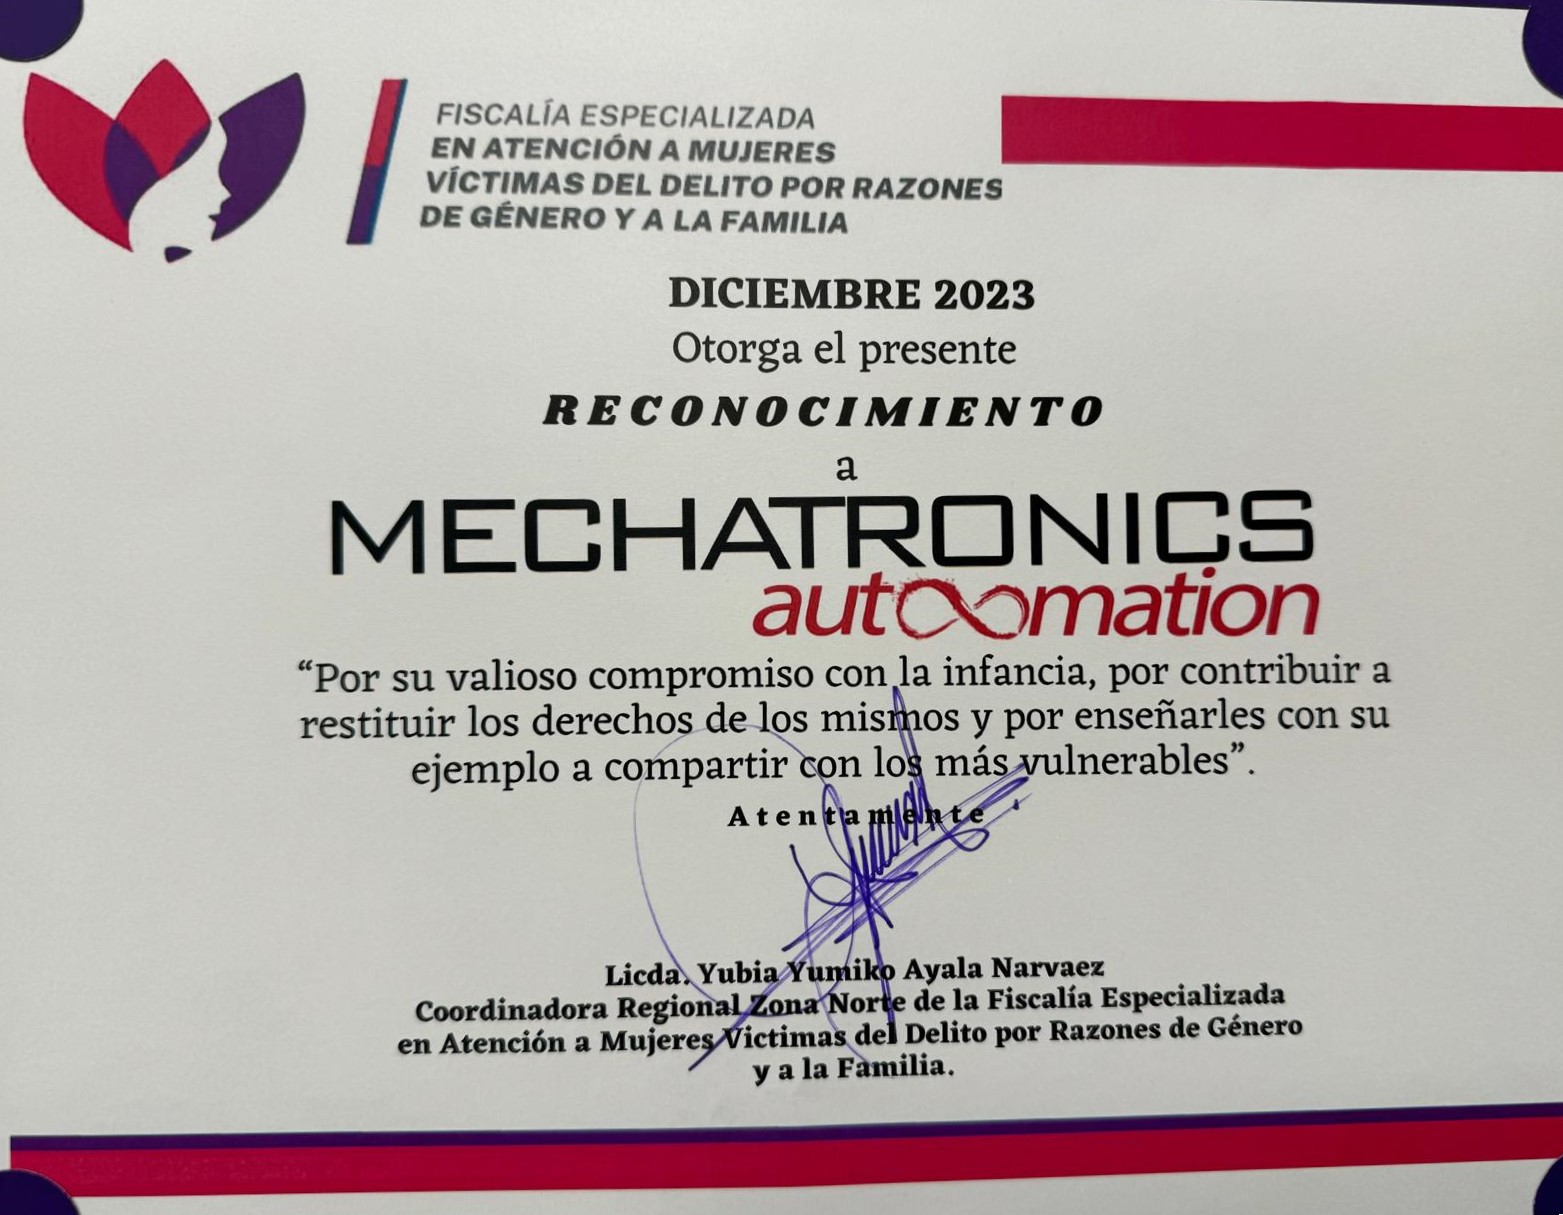 FISCALÍA ESPECIALIZADA
EN ATENCIÓN A MUJERES
VÍCTIMAS DEL DELITO POR RAZONES
DE GÉNERO Y A LA FAMILIA
DICIEMBRE 2023
Otorga el presente
RECONOCIMIENTO
a
MECHATRONICS
automation
“Por su valioso compromiso con la infancia, por contribuir a
restituir los derechos de los mismos y por enseñarles con su
ejemplo a compartir con los más vulnerables”.
Atentamente
Licda. Yubia Yumiko Ayala Narvaez
Coordinadora Regional Zona Norte de la Fiscalía Especializada
en Atención a Mujeres Victimas del Delito por Razones de Género
y a la Familia.